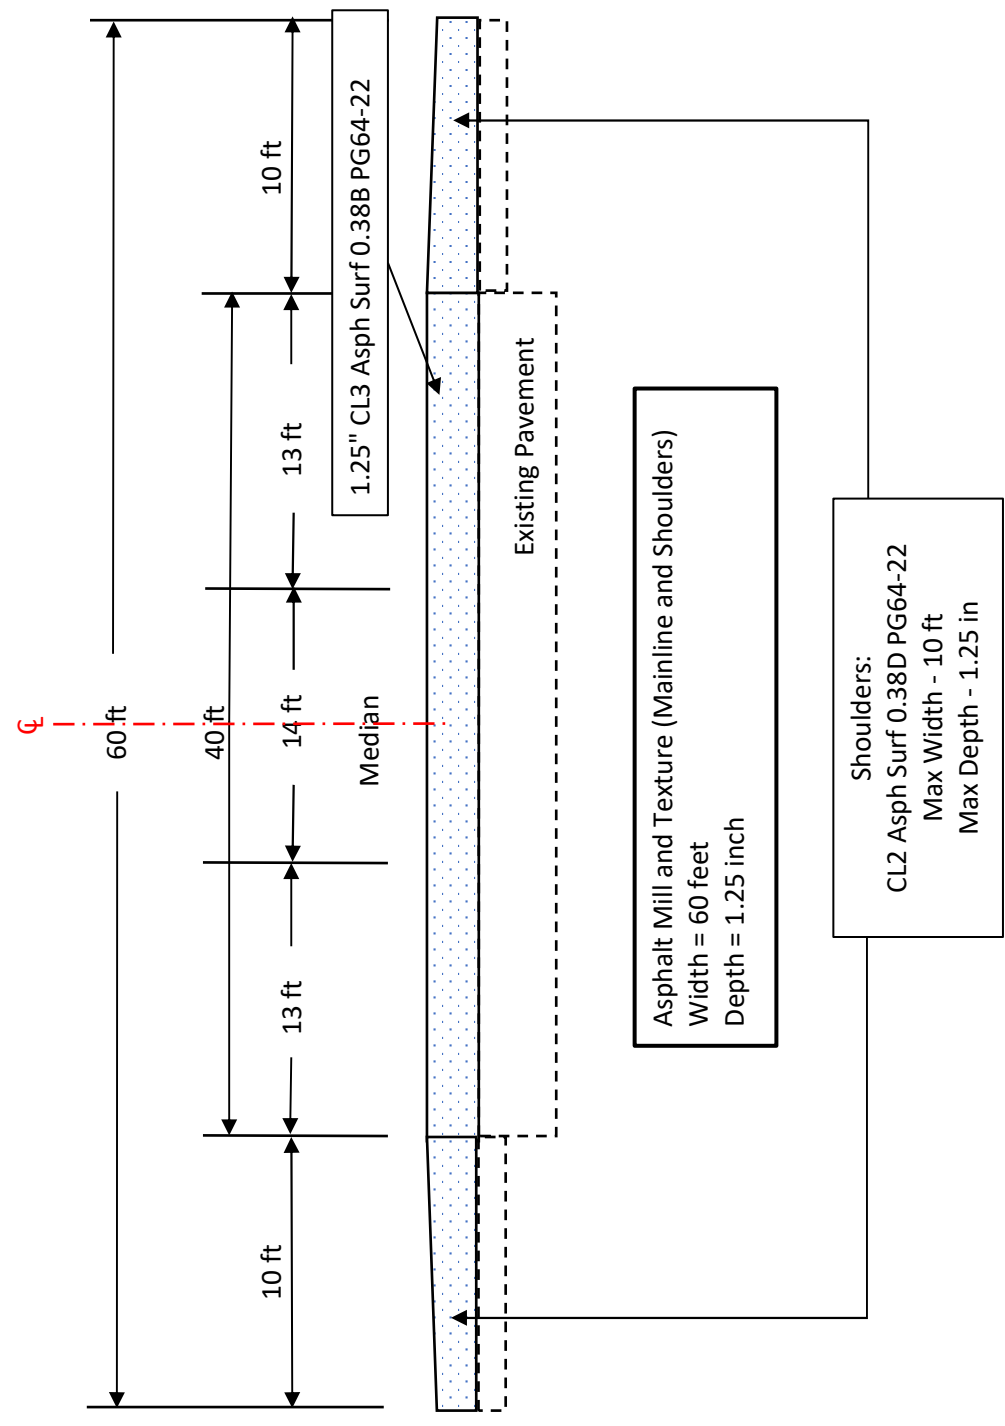 ℄
60 ft
40 ft
10 ft
13 ft
14 ft
13 ft
10 ft
Median
1.25" CL3 Asph Surf 0.38B PG64-22
Existing Pavement
Asphalt Mill and Texture (Mainline and Shoulders)
Width = 60 feet
Depth = 1.25 inch
Shoulders:
CL2 Asph Surf 0.38D PG64-22
Max Width - 10 ft
Max Depth - 1.25 in